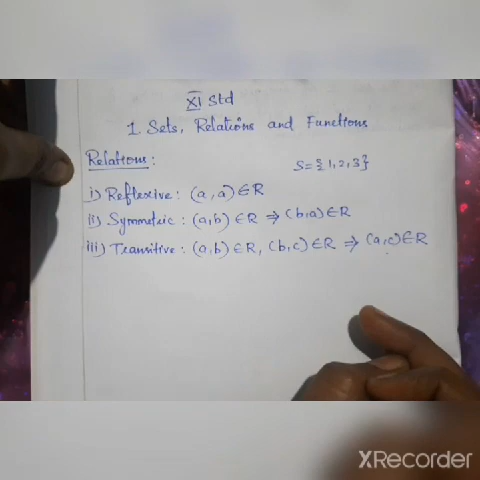 XI Std
1. Sets, Relations and Functions
Relations:
S={1,2,3}
i) Reflexive: (a,a)∈R
ii) Symmetric: (a,b)∈R ⇒ (b,a)∈R
iii) Transitive: (a,b)∈R, (b,c)∈R ⇒ (a,c)∈R
XRecorder